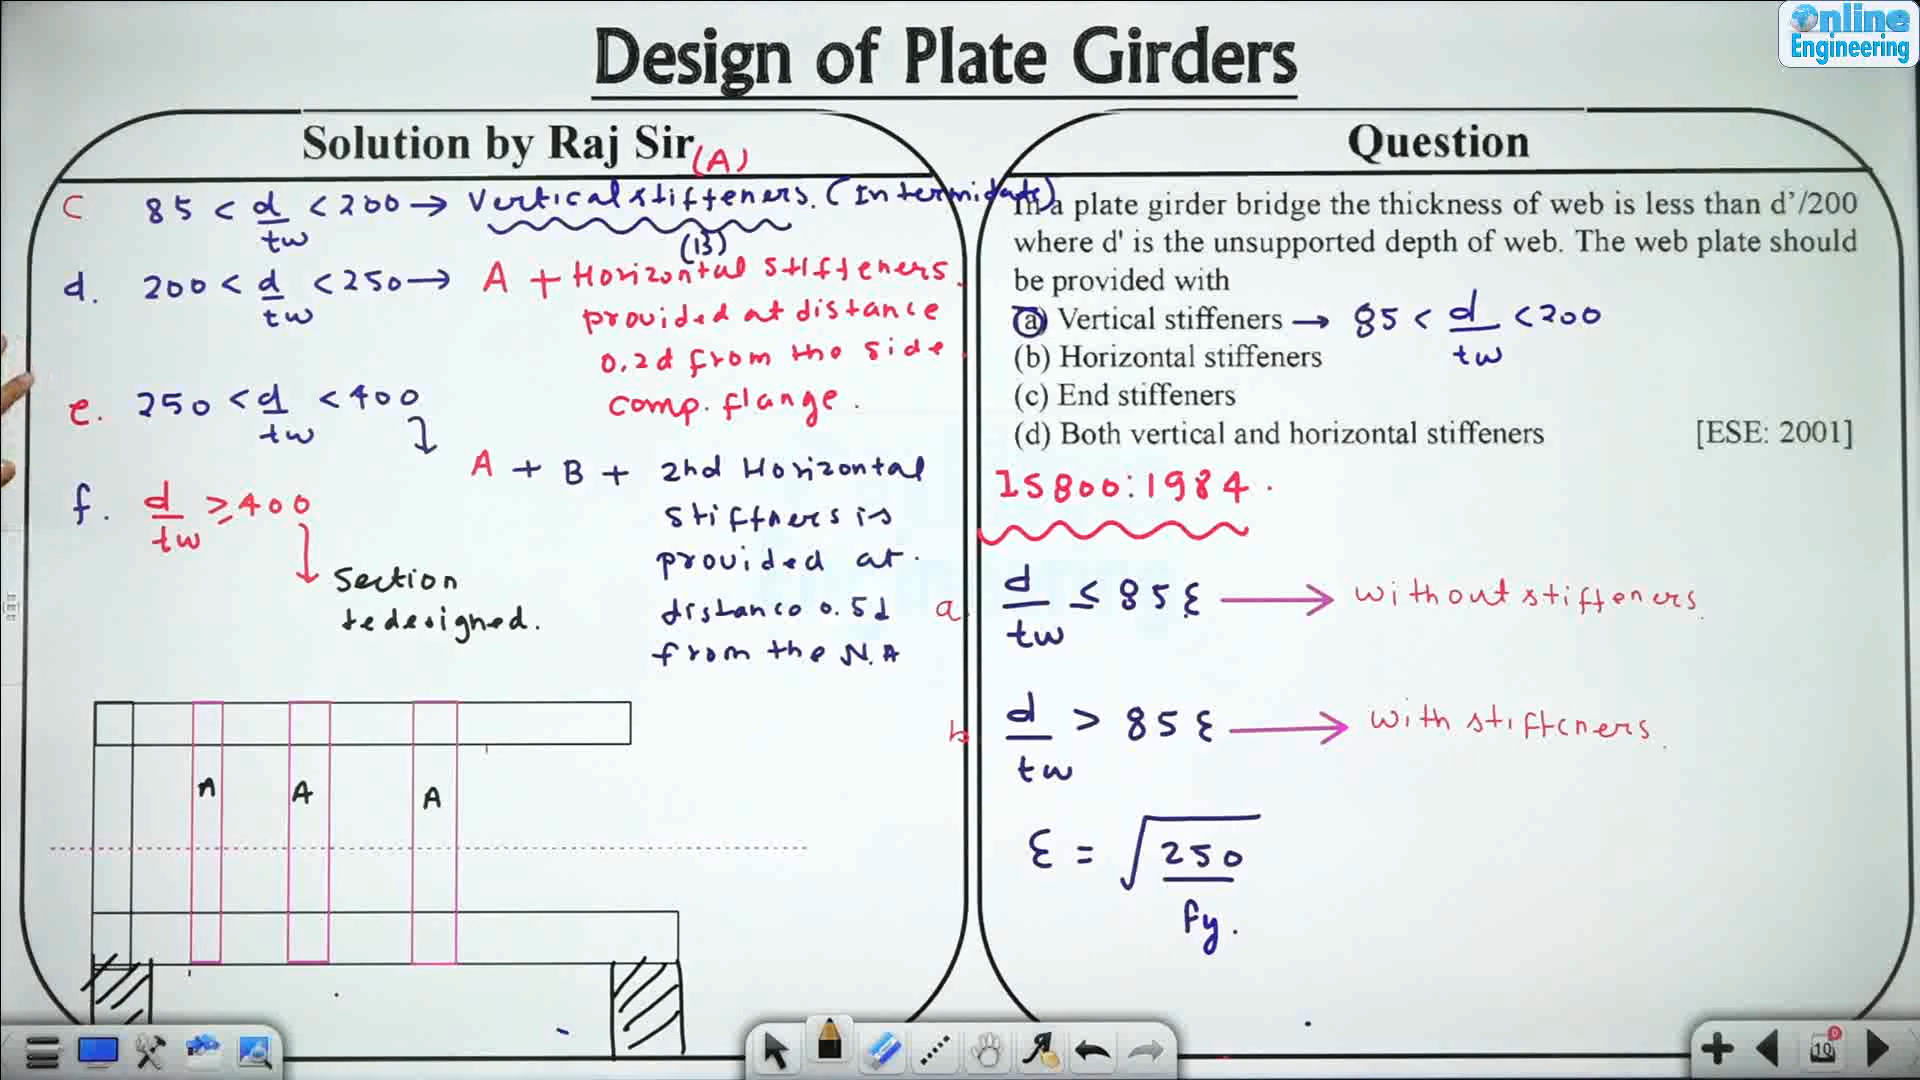 Online
Engineering
Design of Plate Girders
Solution by Raj Sir
(A)
C 85 < d/tw < 200 → Vertical stiffeners. (Intermidate)
(B)
d. 200 < d/tw < 250 → A + Horizontal stiffeners.
provided at distance
0.2d from the side
comp. flange.
e. 250 < d/tw < 400
A + B + 2nd Horizontal
stiffners is
provided at
distance 0.5d
from the N.A
f. d/tw ≥ 400
Section
redesigned.
A A A
Question
In a plate girder bridge the thickness of web is less than d’/200
where d' is the unsupported depth of web. The web plate should
be provided with
(a) Vertical stiffeners → 85 < d/tw < 200
(b) Horizontal stiffeners
(c) End stiffeners
(d) Both vertical and horizontal stiffeners [ESE: 2001]
IS800:1984.
a d/tw ≤ 85ε → without stiffeners
b d/tw > 85ε → with stiffeners.
ε = √250/fy.
10
0